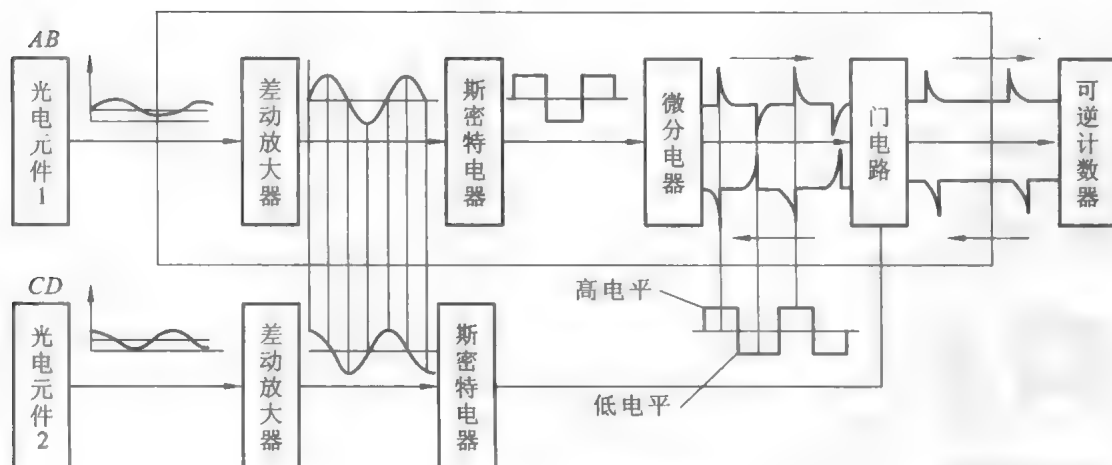 AB
光电元件1
差动放大器
斯密特电器
微分电器
门电路
可逆计数器
高电平
CD
光电元件2
差动放大器
斯密特电器
低电平